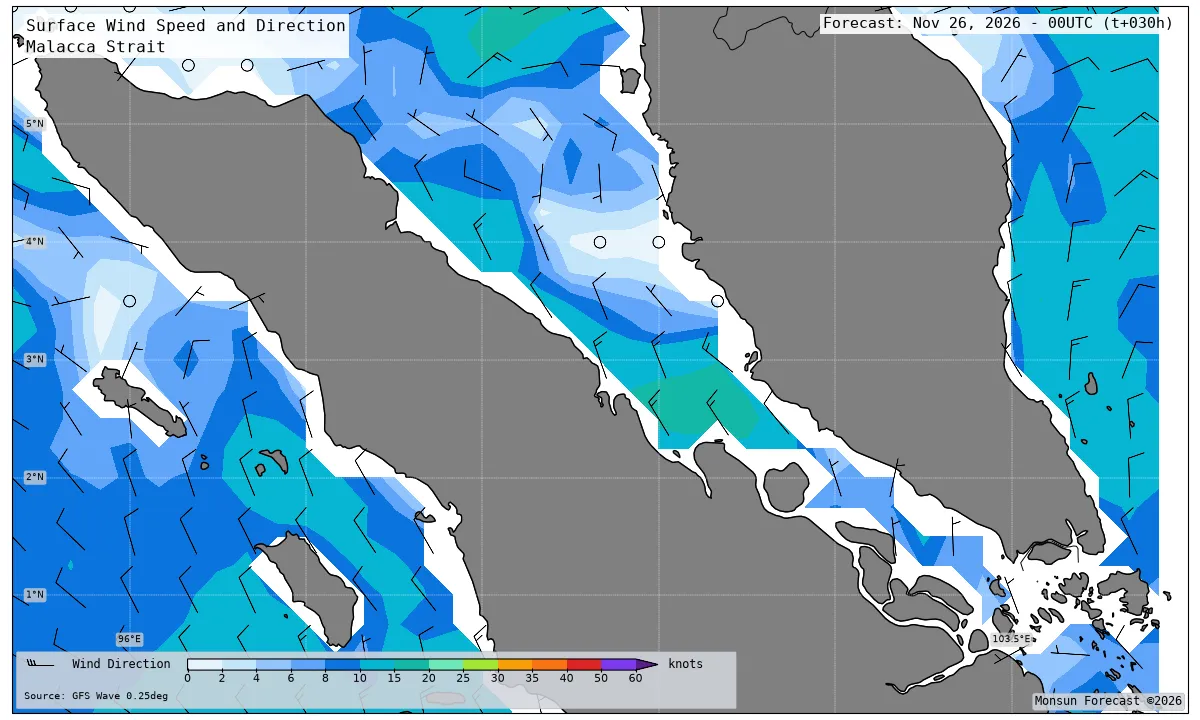 Surface Wind Speed and Direction
Malacca Strait
Forecast: Nov 26, 2026 - 00UTC (t+030h)
5°N
4°N
3°N
2°N
1°N
96°E
103.5°E
Wind Direction
knots
0 2 4 6 8 10 15 20 25 30 35 40 50 60
Source: GFS Wave 0.25deg
Monsun Forecast ©2026